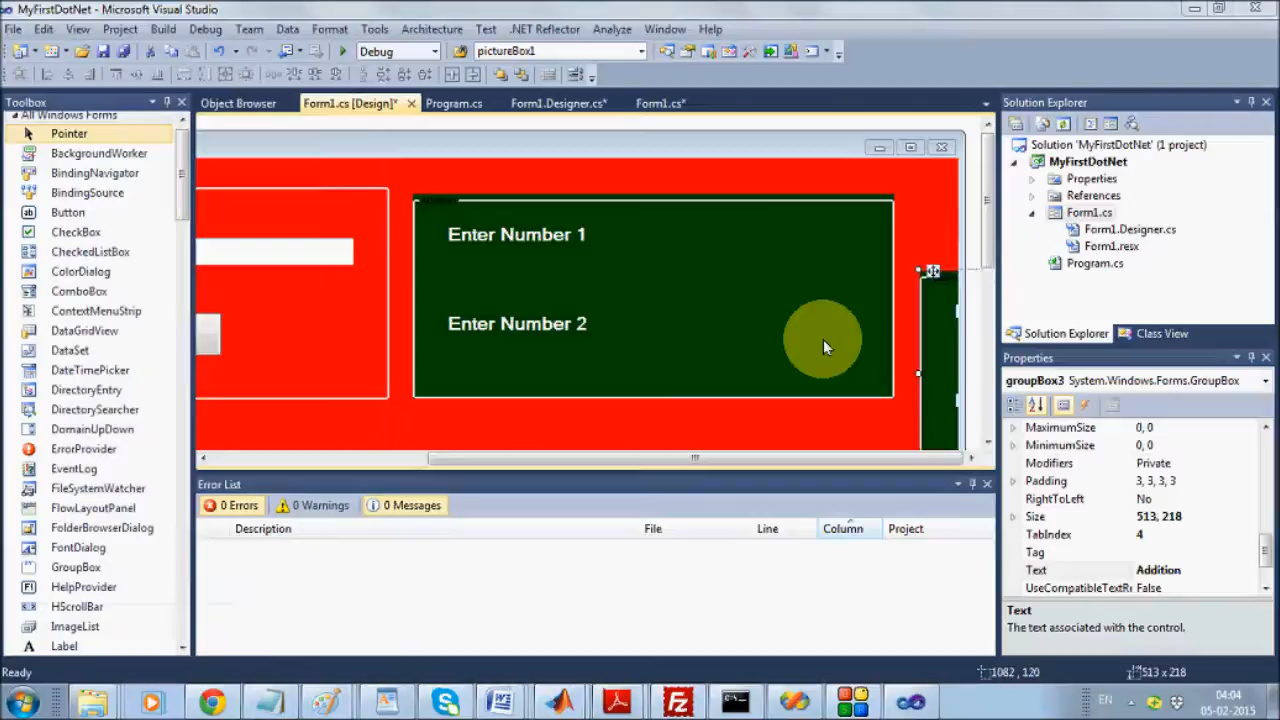 MyFirstDotNet - Microsoft Visual Studio
File Edit View Project Build Debug Team Data Format Tools Architecture Test .NET Reflector Analyze Window Help
Debug pictureBox1
Toolbox
Object Browser Form1.cs [Design]* Program.cs Form1.Designer.cs* Form1.cs*
Solution Explorer
All Windows Forms
Pointer
BackgroundWorker
BindingNavigator
BindingSource
Button
CheckBox
CheckedListBox
ColorDialog
ComboBox
ContextMenuStrip
DataGridView
DataSet
DateTimePicker
DirectoryEntry
DirectorySearcher
DomainUpDown
ErrorProvider
EventLog
FileSystemWatcher
FlowLayoutPanel
FolderBrowserDialog
FontDialog
GroupBox
HelpProvider
HScrollBar
ImageList
Label
Enter Number 1
Enter Number 2
Solution 'MyFirstDotNet' (1 project)
MyFirstDotNet
Properties
References
Form1.cs
Form1.Designer.cs
Form1.resx
Program.cs
Solution Explorer Class View
Properties
groupBox3 System.Windows.Forms.GroupBox
MaximumSize 0, 0
MinimumSize 0, 0
Modifiers Private
Padding 3, 3, 3, 3
RightToLeft No
Size 513, 218
TabIndex 4
Tag
Text Addition
UseCompatibleTextRe False
Text
The text associated with the control.
Error List
0 Errors 0 Warnings 0 Messages
Description File Line Column Project
Ready 1082 , 120 513 x 218
EN 04:04
05-02-2015